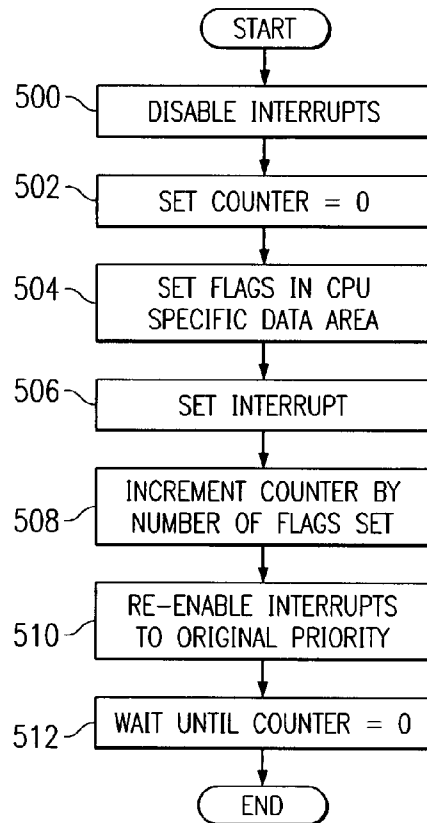 START
500
DISABLE INTERRUPTS
502
SET COUNTER = 0
504
SET FLAGS IN CPU
SPECIFIC DATA AREA
506
SET INTERRUPT
508
INCREMENT COUNTER BY
NUMBER OF FLAGS SET
510
RE-ENABLE INTERRUPTS
TO ORIGINAL PRIORITY
512
WAIT UNTIL COUNTER = 0
END